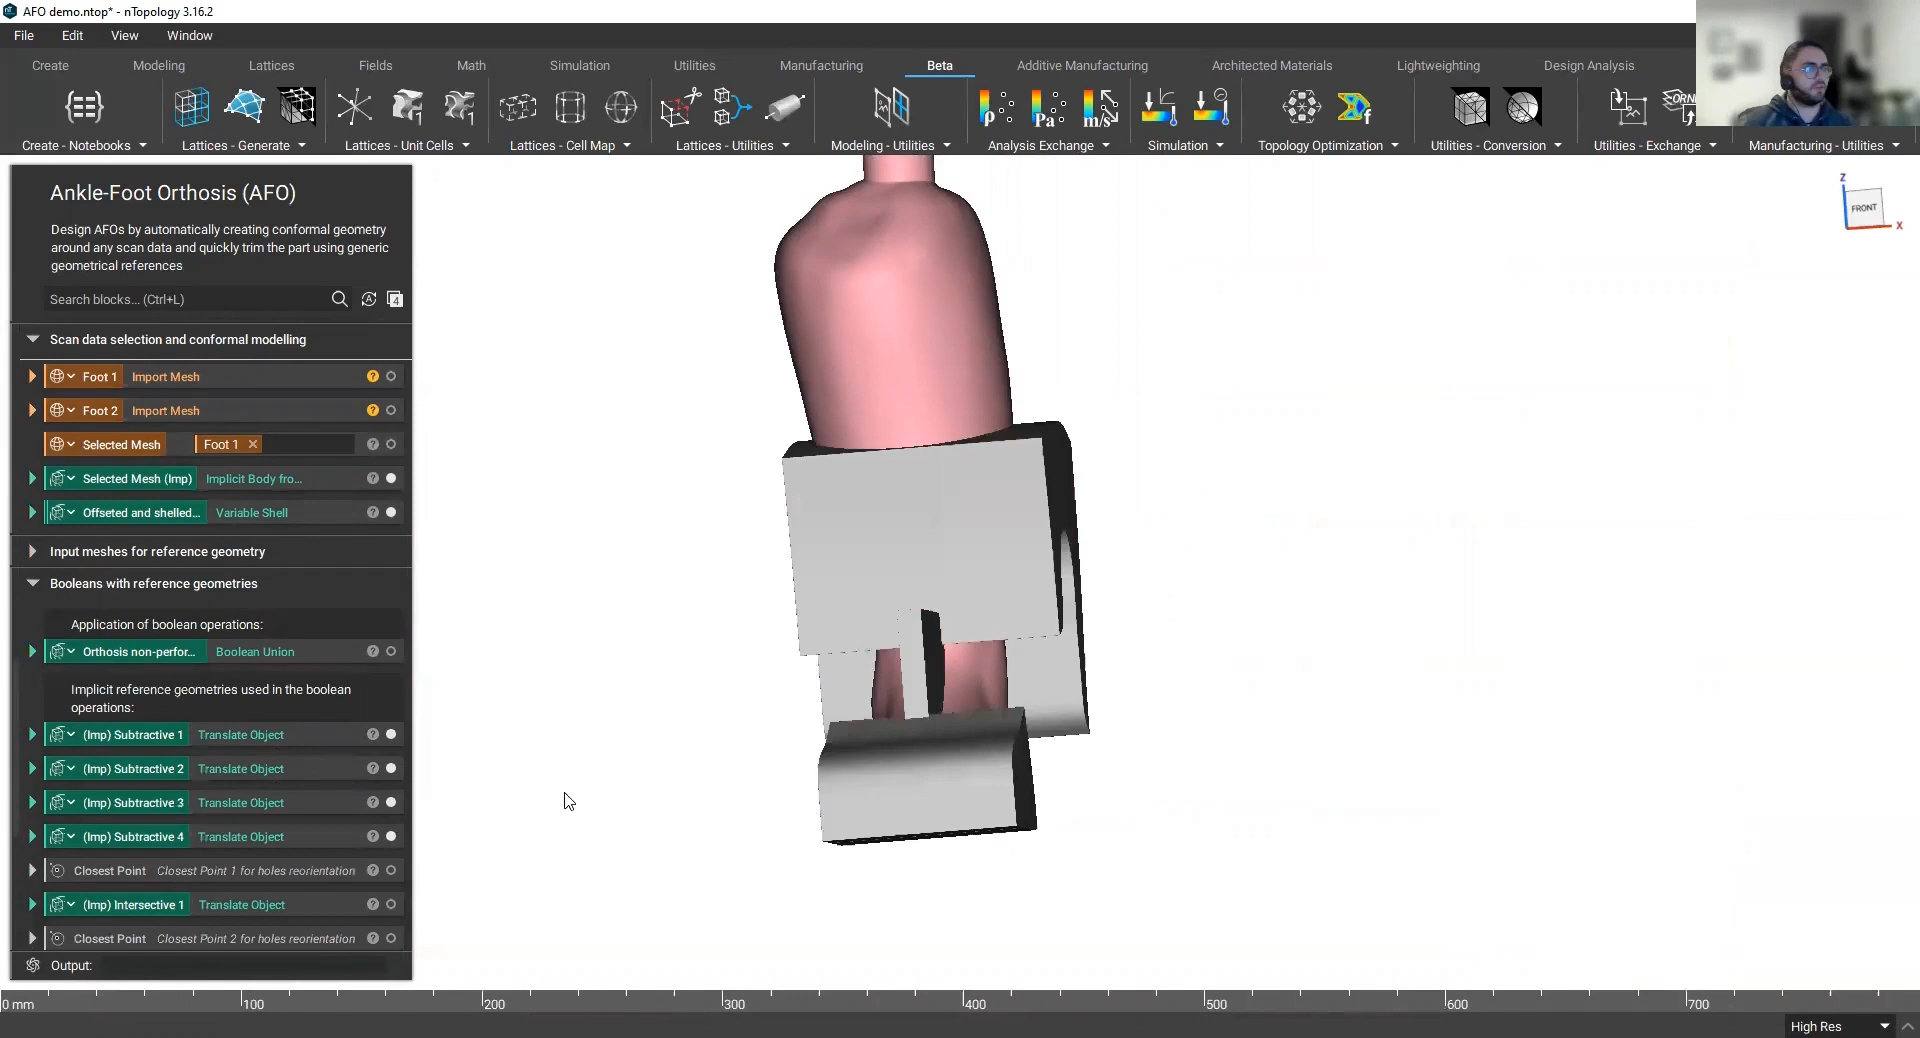 AFO demo.ntop* - nTopology 3.16.2
File Edit View Window
Create Modeling Lattices Fields Math Simulation Utilities Manufacturing Beta Additive Manufacturing Architected Materials Lightweighting Design Analysis
1 1 ρ Pa m/s f
Create - Notebooks Lattices - Generate Lattices - Unit Cells Lattices - Cell Map Lattices - Utilities Modeling - Utilities Analysis Exchange Simulation Topology Optimization Utilities - Conversion Utilities - Exchange Manufacturing - Utilities
Ankle-Foot Orthosis (AFO)
Design AFOs by automatically creating conformal geometry
around any scan data and quickly trim the part using generic
geometrical references
Search blocks... (Ctrl+L) A 4
Scan data selection and conformal modelling
Foot 1 Import Mesh ?
Foot 2 Import Mesh ?
Selected Mesh Foot 1 ?
Selected Mesh (Imp) Implicit Body fro... ?
Offseted and shelled... Variable Shell ?
Input meshes for reference geometry
Booleans with reference geometries
Application of boolean operations:
Orthosis non-perfor... Boolean Union ?
Implicit reference geometries used in the boolean
operations:
(Imp) Subtractive 1 Translate Object ?
(Imp) Subtractive 2 Translate Object ?
(Imp) Subtractive 3 Translate Object ?
(Imp) Subtractive 4 Translate Object ?
Closest Point Closest Point 1 for holes reorientation ?
(Imp) Intersective 1 Translate Object ?
Closest Point Closest Point 2 for holes reorientation ?
Output:
Z
FRONT
X
0 mm 100 200 300 400 500 600 700
High Res